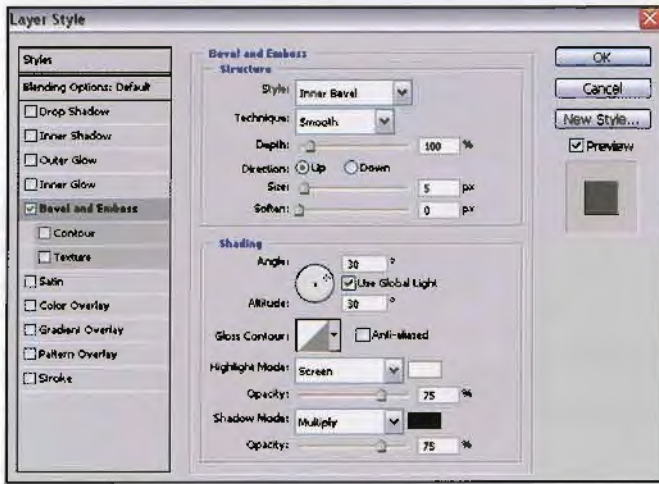 Layer Style
Styles
Blending Options: Default
Drop Shadow
Inner Shadow
Outer Glow
Inner Glow
Bevel and Emboss
Contour
Texture
Satin
Color Overlay
Gradient Overlay
Pattern Overlay
Stroke
Bevel and Emboss
Structure
Style: Inner Bevel
Technique: Smooth
Depth: 100 %
Direction: Up Down
Size: 5 px
Soften: 0 px
Shading
Angle: 30 °
Use Global Light
Altitude: 30 °
Gloss Contour: Anti-aliased
Highlight Mode: Screen
Opacity: 75 %
Shadow Mode: Multiply
Opacity: 75 %
OK
Cancel
New Style...
Preview